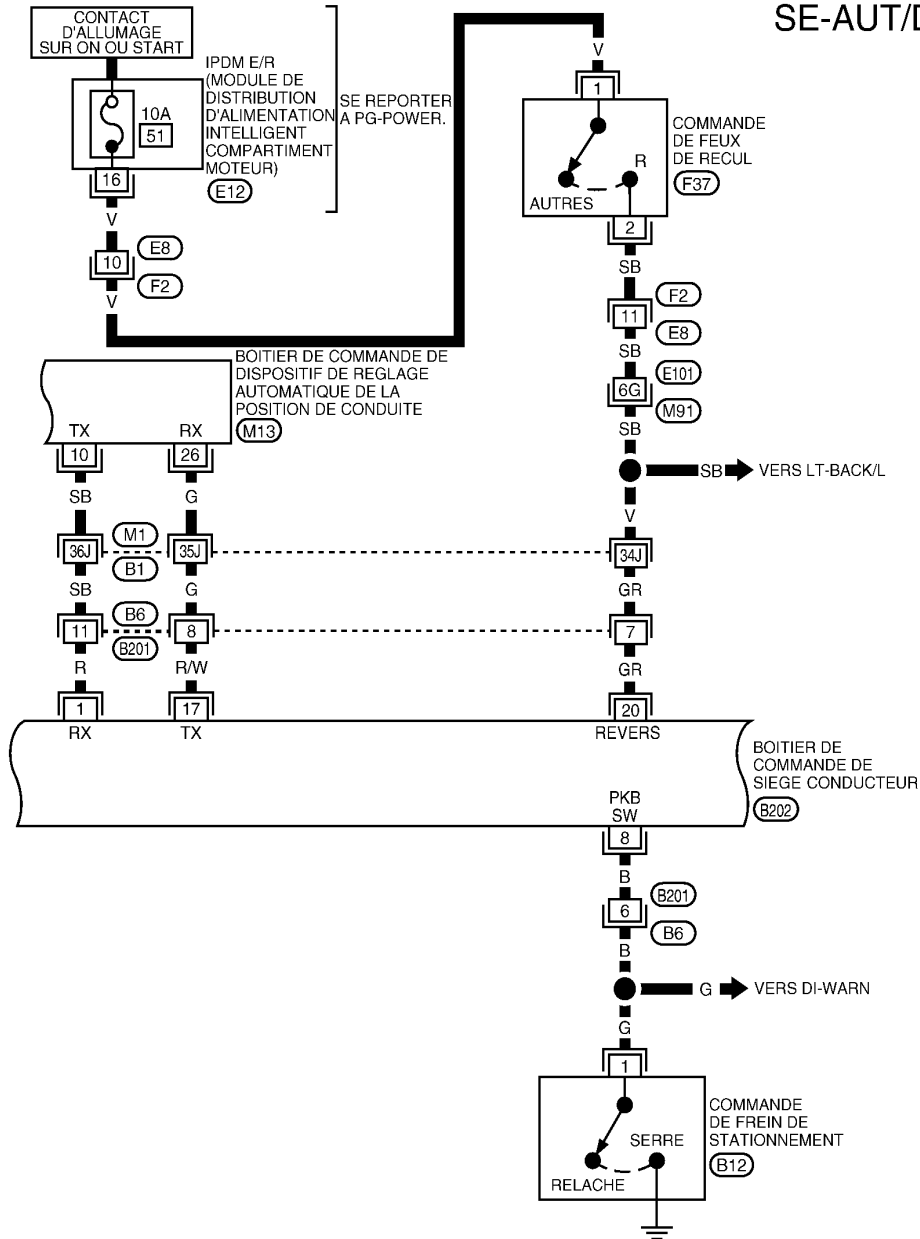 SE-AUT/D
CONTACT
D'ALLUMAGE
SUR ON OU START
IPDM E/R
(MODULE DE
DISTRIBUTION
D'ALIMENTATION
INTELLIGENT
COMPARTIMENT
MOTEUR)
E12
SE REPORTER
A PG-POWER.
10A
51
16
V
10
E8
F2
V
V
1
COMMANDE
DE FEUX
DE RECUL
F37
R
AUTRES
2
SB
11
F2
E8
SB
6G
E101
M91
SB
SB
VERS LT-BACK/L
V
BOITIER DE COMMANDE DE
DISPOSITIF DE REGLAGE
AUTOMATIQUE DE LA
POSITION DE CONDUITE
M13
TX
RX
10
26
SB
G
36J
M1
B1
35J
34J
SB
G
GR
11
B6
B201
8
7
R
R/W
GR
1
17
20
RX
TX
REVERS
BOITIER DE
COMMANDE DE
SIEGE CONDUCTEUR
B202
PKB
SW
8
B
6
B201
B6
B
G
VERS DI-WARN
G
1
COMMANDE
DE FREIN DE
STATIONNEMENT
B12
SERRE
RELACHE